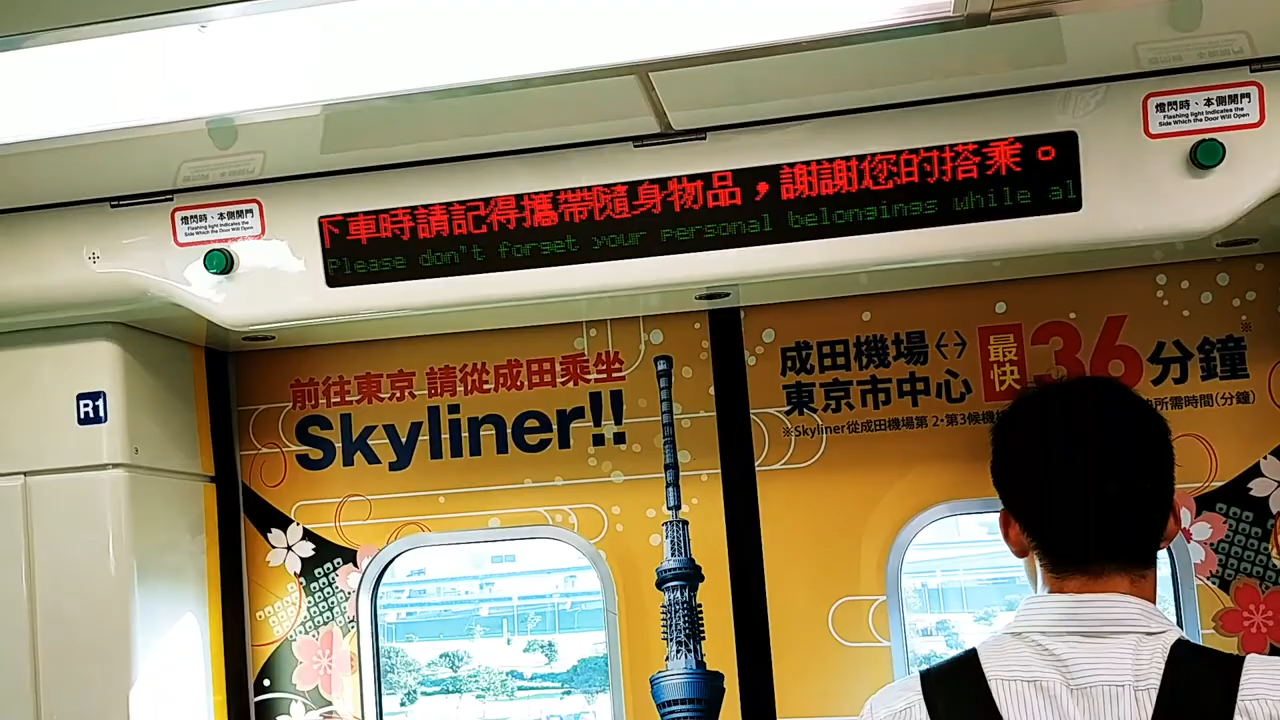 燈閃時、本側開門
Flashing light Indicates the
Side Which the Door Will Open
燈閃時、本側開門
Flashing light Indicates the
Side Which the Door Will Open
下車時請記得攜帶隨身物品，謝謝您的搭乘。
Please don't forget your personal belongings while al
R1
3
前往東京 請從成田乘坐
Skyliner!!
成田機場↔東京市中心
最快
36分鐘※
※Skyliner從成田機場第 2・第3候機
所需時間(分鐘)